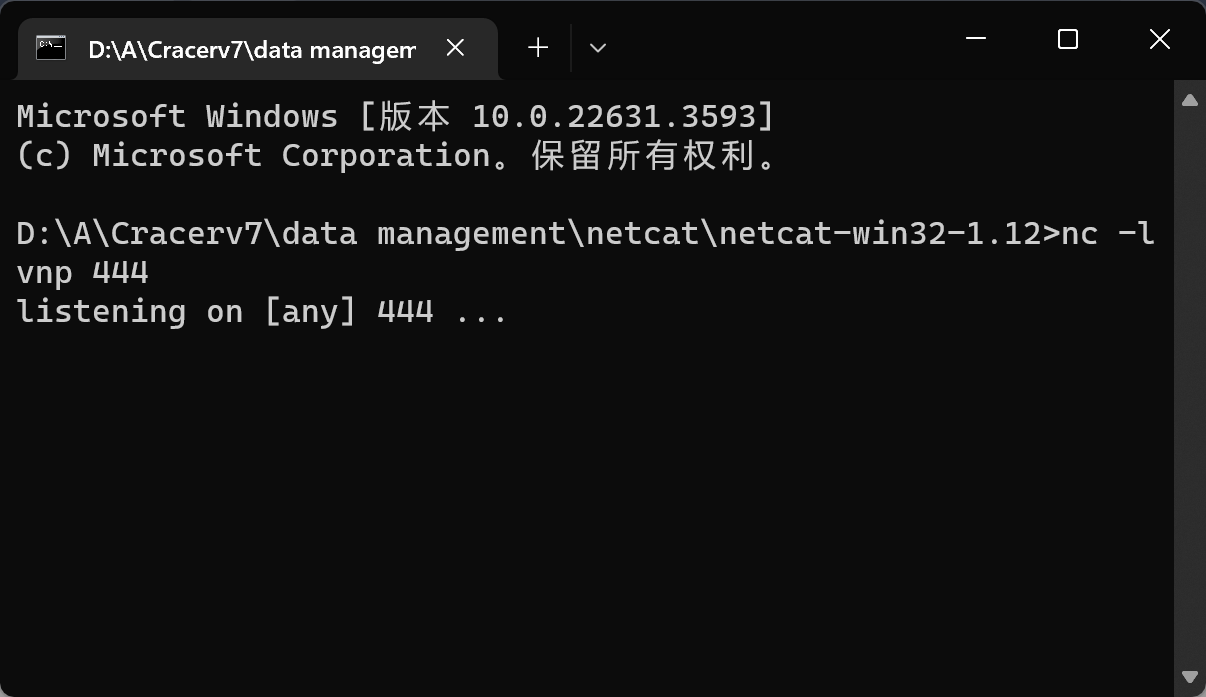 D:\A\Cracerv7\data managem
Microsoft Windows [版本 10.0.22631.3593]
(c) Microsoft Corporation。保留所有权利。
D:\A\Cracerv7\data management\netcat\netcat-win32-1.12>nc -l
vnp 444
listening on [any] 444 ...